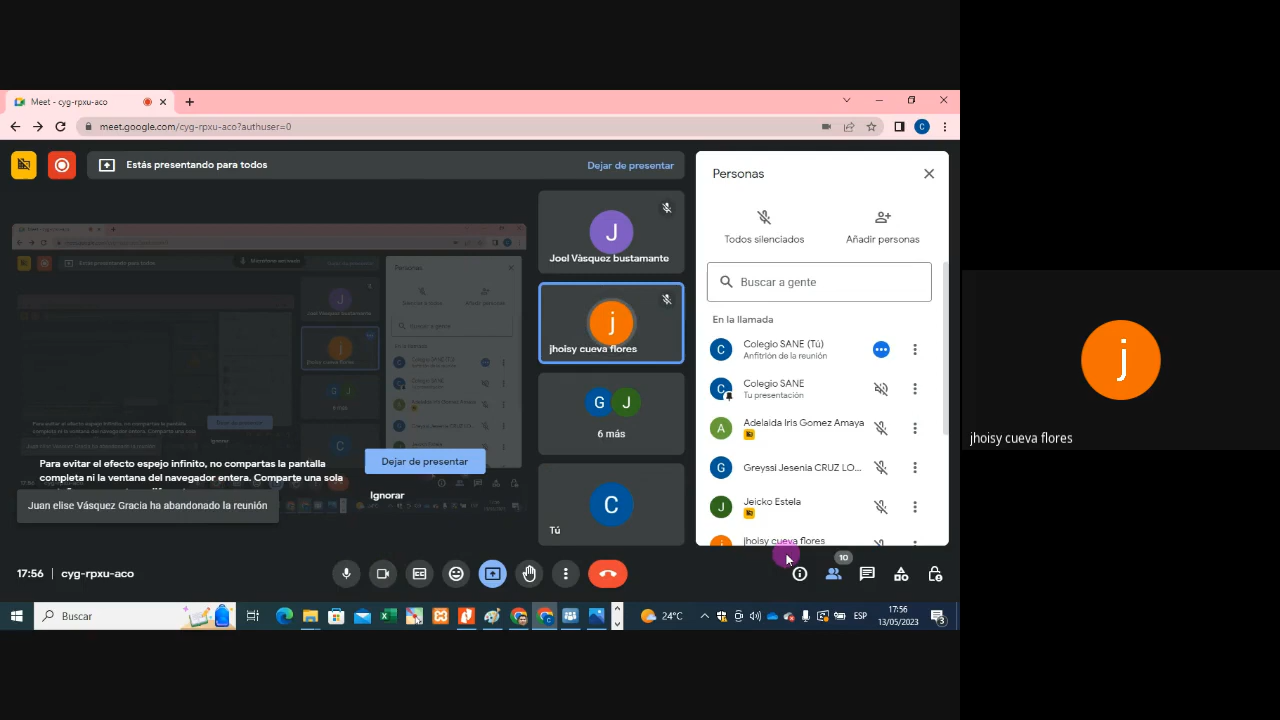 Meet - cyg-rpxu-aco
meet.google.com/cyg-rpxu-aco?authuser=0
C
Estás presentando para todos
Dejar de presentar
J
Joel Vàsquez bustamante
j
jhoisy cueva flores
G J
6 más
C
Tú
Para evitar el efecto espejo infinito, no compartas la pantalla
completa ni la ventana del navegador entera. Comparte una sola
Dejar de presentar
Ignorar
Juan elise Vásquez Gracia ha abandonado la reunión
Personas
Todos silenciados
Añadir personas
Buscar a gente
En la llamada
C Colegio SANE (Tú)
Anfitrión de la reunión
C Colegio SANE
Tu presentación
A Adelaida Iris Gomez Amaya
G Greyssi Jesenia CRUZ LO...
J Jeicko Estela
jhoisy cueva flores
17:56 cyg-rpxu-aco
10
Buscar
24°C
ESP
17:56
13/05/2023
3
j
jhoisy cueva flores